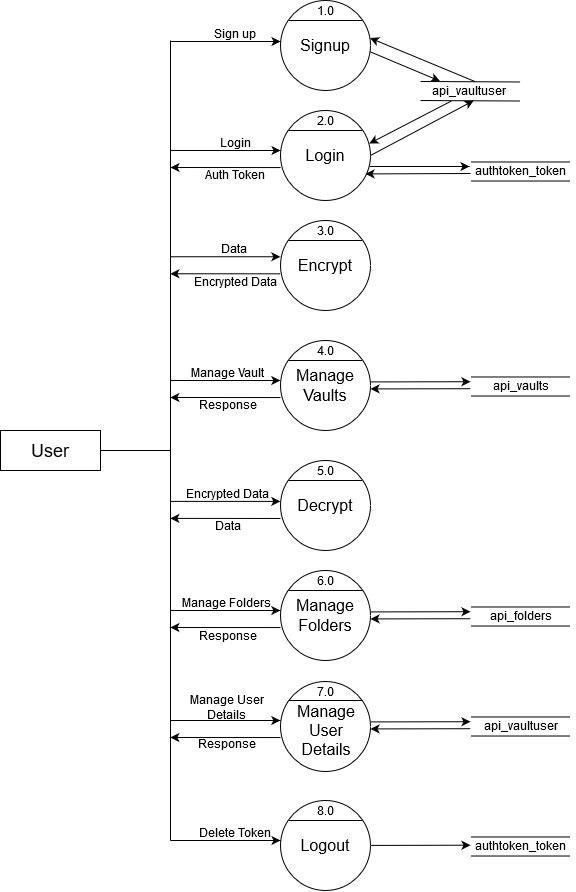 1.0
Sign up
Signup
api_vaultuser
2.0
Login
Login
Auth Token
authtoken_token
3.0
Data
Encrypt
Encrypted Data
4.0
Manage Vault
Manage
Vaults
Response
api_vaults
User
5.0
Encrypted Data
Decrypt
Data
6.0
Manage Folders
Manage
Folders
Response
api_folders
7.0
Manage User
Details
Manage
User
Details
Response
api_vaultuser
8.0
Delete Token
Logout
authtoken_token